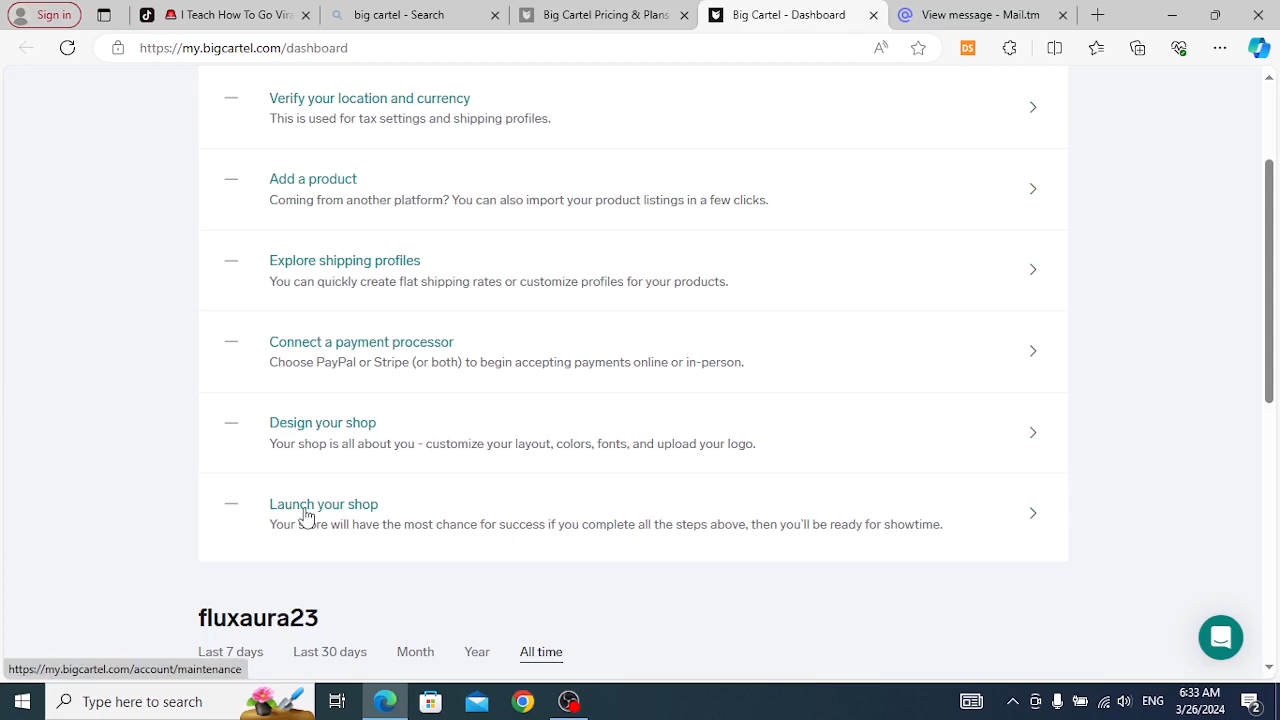 Sign in
I Teach How To Go Vira
big cartel - Search
Big Cartel Pricing & Plans
Big Cartel - Dashboard
View message - Mail.tm
https://my.bigcartel.com/dashboard
DS
Verify your location and currency
This is used for tax settings and shipping profiles.
Add a product
Coming from another platform? You can also import your product listings in a few clicks.
Explore shipping profiles
You can quickly create flat shipping rates or customize profiles for your products.
Connect a payment processor
Choose PayPal or Stripe (or both) to begin accepting payments online or in-person.
Design your shop
Your shop is all about you - customize your layout, colors, fonts, and upload your logo.
Launch your shop
Your store will have the most chance for success if you complete all the steps above, then you'll be ready for showtime.
fluxaura23
Last 7 days
Last 30 days
Month
Year
All time
https://my.bigcartel.com/account/maintenance
Type here to search
ENG
6:33 AM
3/26/2024
2